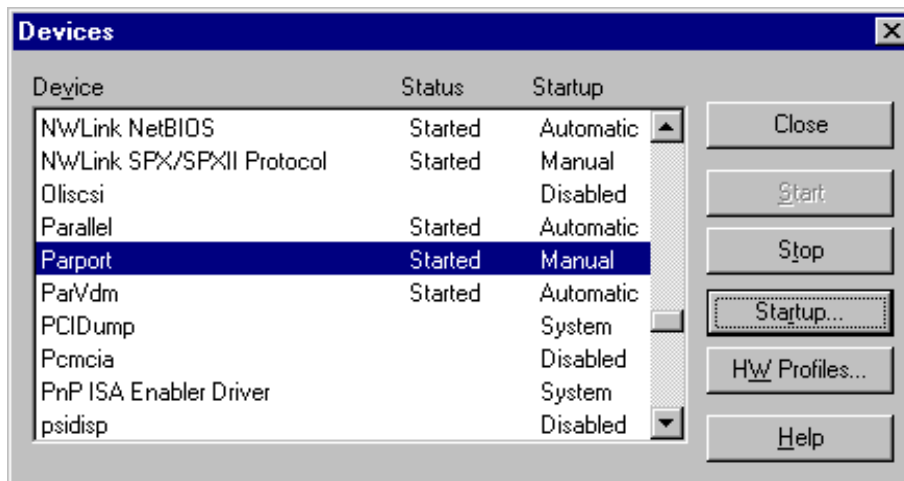 Devices
Device Status Startup
NWLink NetBIOS Started Automatic
NWLink SPX/SPXII Protocol Started Manual
Oliscsi Disabled
Parallel Started Automatic
Parport Started Manual
ParVdm Started Automatic
PCIDump System
Pcmcia Disabled
PnP ISA Enabler Driver System
psidisp Disabled
Close
Start
Stop
Startup...
HW Profiles...
Help